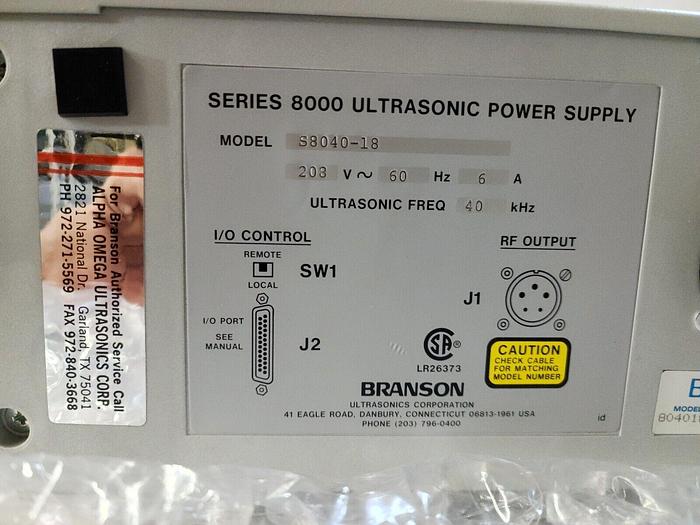 SERIES 8000 ULTRASONIC POWER SUPPLY
MODEL S8040-18
208 V ~ 60 Hz 6 A
ULTRASONIC FREQ 40 kHz
I/O CONTROL
REMOTE
SW1
LOCAL
I/O PORT
SEE
MANUAL
J2
RF OUTPUT
J1
CSA ®
LR26373
CAUTION
CHECK CABLE
FOR MATCHING
MODEL NUMBER
BRANSON
ULTRASONICS CORPORATION
41 EAGLE ROAD, DANBURY, CONNECTICUT 06813-1961 USA
PHONE (203) 796-0400
id
For Branson Authorized Service Call
ALPHA OMEGA ULTRASONICS CORP.
2821 National Dr. Garland, TX 75041
PH 972-271-5569 FAX 972-840-3668